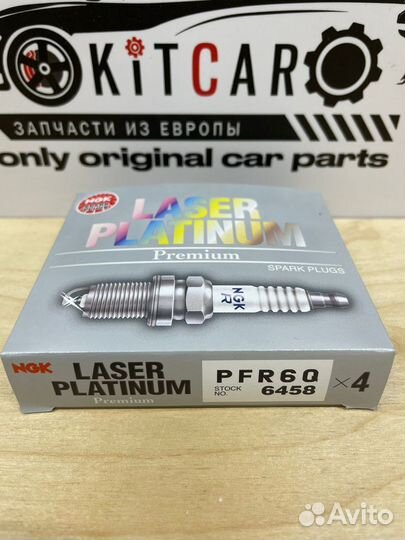 KITCAR
ЗАПЧАСТИ ИЗ ЕВРОПЫ
only original car parts
NGK
LASER
PLATINUM
Premium
SPARK PLUGS
NGK
R
NGK
LASER
PLATINUM
Premium
PFR6Q
STOCK
NO.
6458
×4
Avito